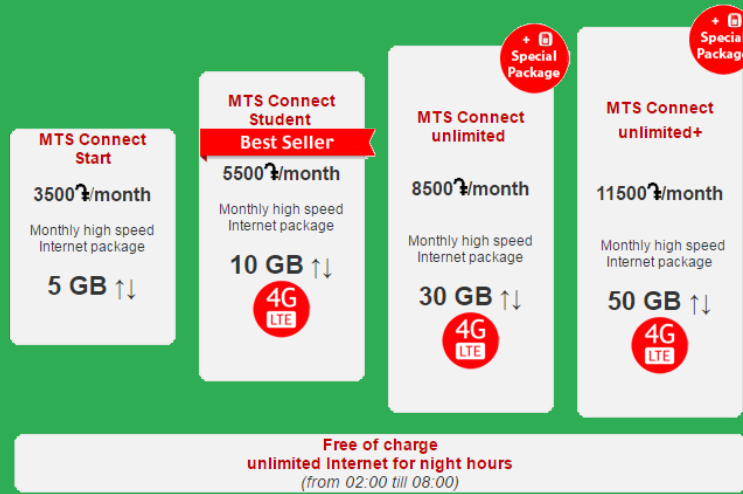 MTS Connect
Start
3500֏/month
Monthly high speed
Internet package
5 GB ↑↓
MTS Connect
Student
Best Seller
5500֏/month
Monthly high speed
Internet package
10 GB ↑↓
4G
LTE
+
Special
Package
MTS Connect
unlimited
8500֏/month
Monthly high speed
Internet package
30 GB ↑↓
4G
LTE
+
Special
Package
MTS Connect
unlimited+
11500֏/month
Monthly high speed
Internet package
50 GB ↑↓
4G
LTE
Free of charge
unlimited Internet for night hours
(from 02:00 till 08:00)